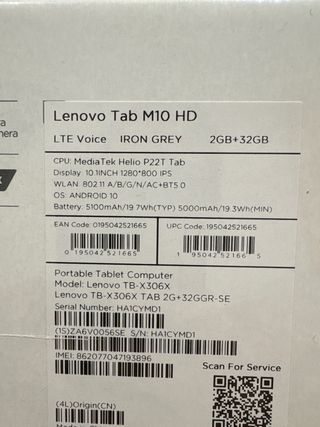 Lenovo Tab M10 HD
LTE Voice IRON GREY 2GB+32GB
CPU: MediaTek Helio P22T Tab
Display: 10.1INCH 1280*800 IPS
WLAN: 802.11 A/B/G/N/AC+BT5.0
OS: ANDROID 10
Battery: 5100mAh/19.7Wh(TYP) 5000mAh/19.3Wh(MIN)
EAN Code: 0195042521665 UPC Code: 195042521665
0 195042 521665 1 95042 52166 5
Portable Tablet Computer
Model: Lenovo TB-X306X
Lenovo TB-X306X TAB 2G+32GGR-SE
Serial Number: HA1CYMD1
(1S)ZA6V0056SE S/N: HA1CYMD1
IMEI: 862077047193896
Scan For Service
(4L)Origin(CN)